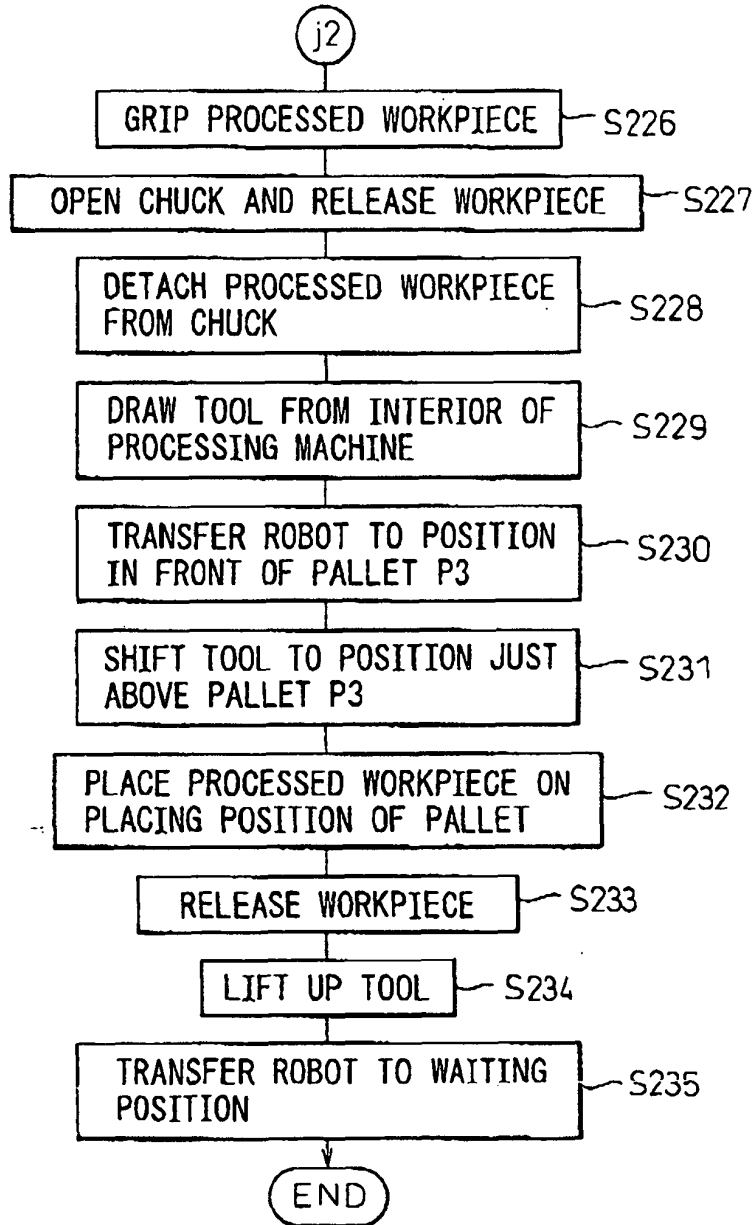 j2
GRIP PROCESSED WORKPIECE
S226
OPEN CHUCK AND RELEASE WORKPIECE
S227
DETACH PROCESSED WORKPIECE
FROM CHUCK
S228
DRAW TOOL FROM INTERIOR OF
PROCESSING MACHINE
S229
TRANSFER ROBOT TO POSITION
IN FRONT OF PALLET P3
S230
SHIFT TOOL TO POSITION JUST
ABOVE PALLET P3
S231
PLACE PROCESSED WORKPIECE ON
PLACING POSITION OF PALLET
S232
RELEASE WORKPIECE
S233
LIFT UP TOOL
S234
TRANSFER ROBOT TO WAITING
POSITION
S235
END